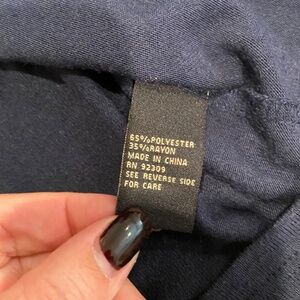 65%POLYESTER
35%RAYON
MADE IN CHINA
RN 92309
SEE REVERSE SIDE
FOR CARE